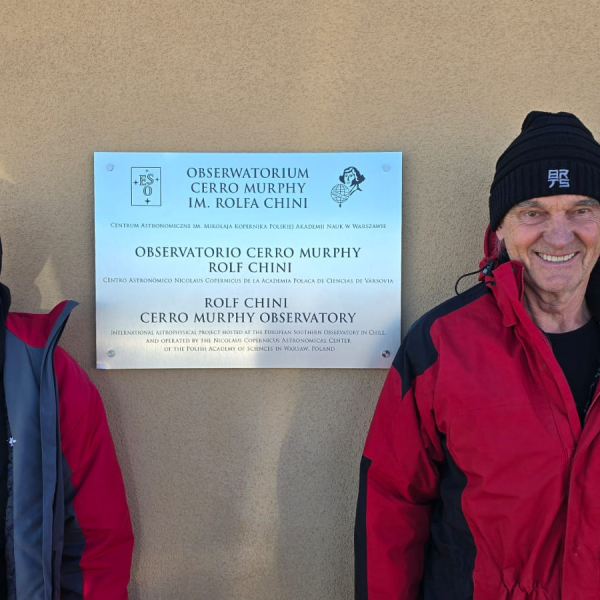 ESO
OBSERWATORIUM
CERRO MURPHY
IM. ROLFA CHINI
CENTRUM ASTRONOMICZNE IM. MIKOŁAJA KOPERNIKA POLSKIEJ AKADEMII NAUK W WARSZAWIE
OBSERVATORIO CERRO MURPHY
ROLF CHINI
CENTRO ASTRONÓMICO NICOLAUS COPERNICUS DE LA ACADEMIA POLACA DE CIENCIAS DE VARSOVIA
ROLF CHINI
CERRO MURPHY OBSERVATORY
INTERNATIONAL ASTROPHYSICAL PROJECT HOSTED AT THE EUROPEAN SOUTHERN OBSERVATORY IN CHILE,
AND OPERATED BY THE NICOLAUS COPERNICUS ASTRONOMICAL CENTER
OF THE POLISH ACADEMY OF SCIENCES IN WARSAW, POLAND